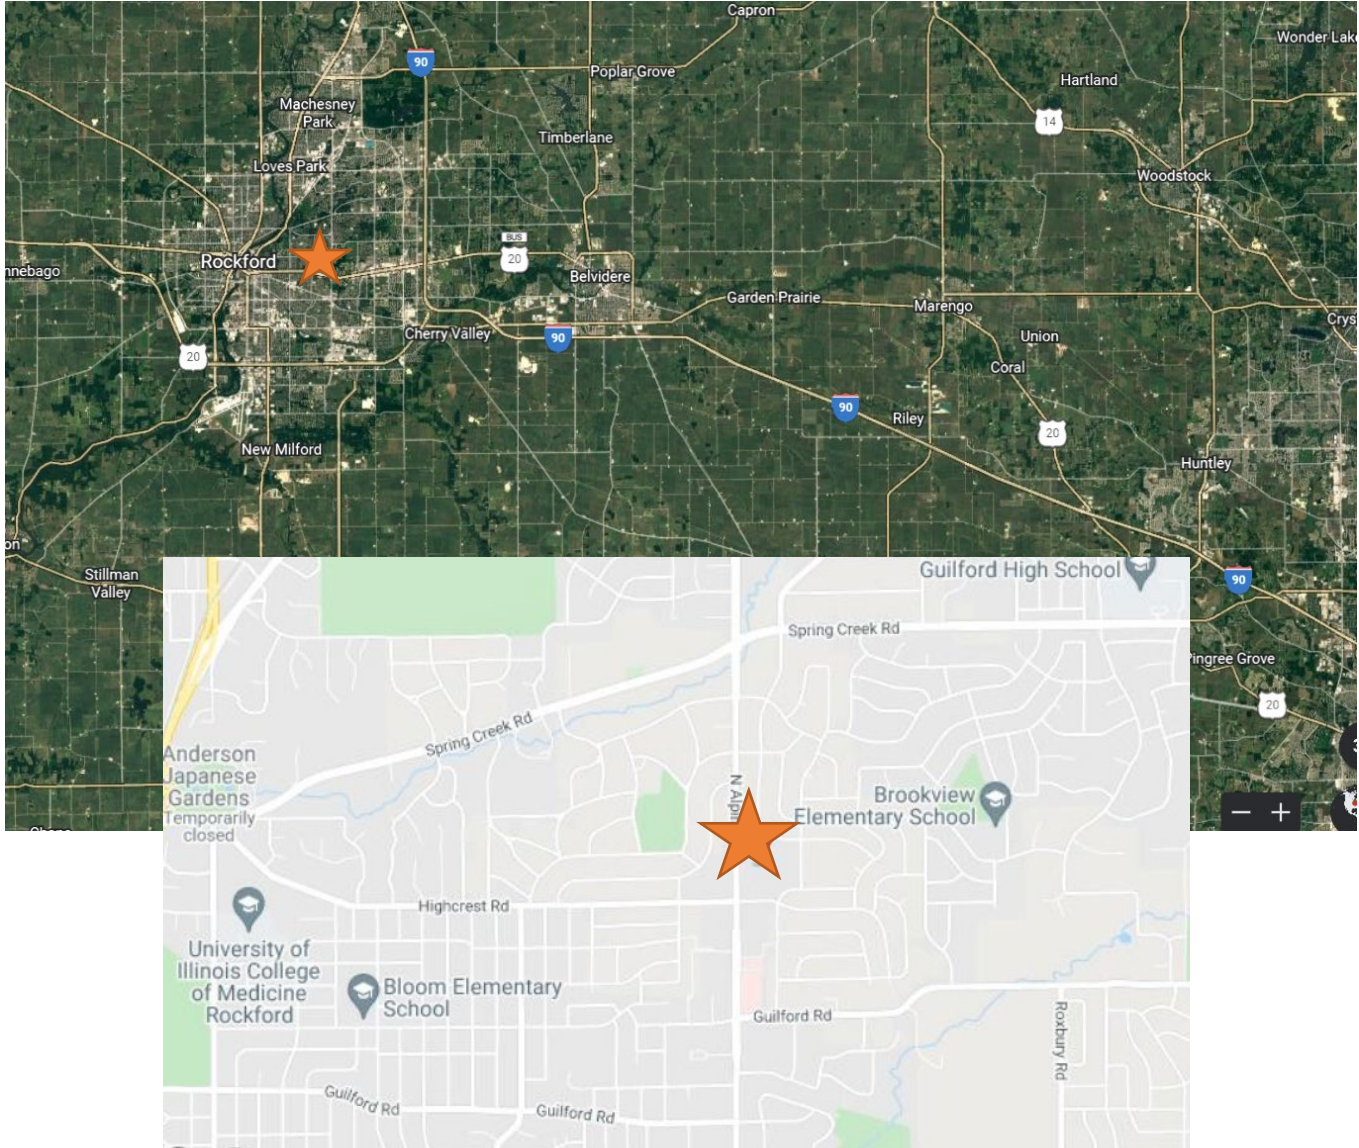 Capron
Wonder Lake
90
Poplar Grove
Hartland
Machesney
Park
14
Timberlane
Loves Park
Woodstock
BUS
20
Rockford
nnebago
Belvidere
Garden Prairie
Marengo
Cherry Valley
90
Union
Crys
20
Coral
90
Riley
20
New Milford
Huntley
on
Stillman
Valley
90
Pingree Grove
20
Guilford High School
Spring Creek Rd
Spring Creek Rd
Anderson
Japanese
Gardens
Temporarily
closed
N Alpi
Brookview
Elementary School
Highcrest Rd
University of
Illinois College
of Medicine
Rockford
Bloom Elementary
School
Guilford Rd
Roxbury Rd
Guilford Rd
Guilford Rd